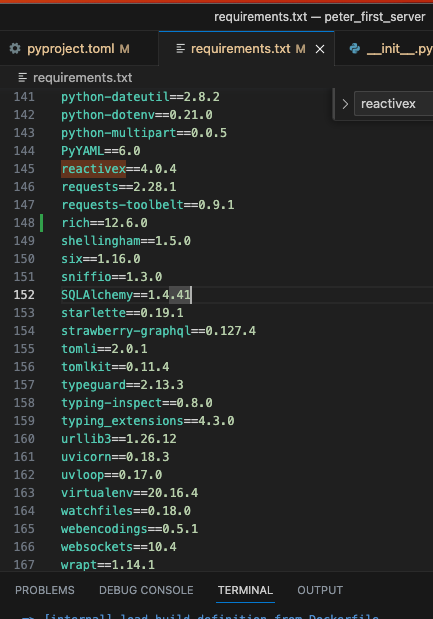 requirements.txt — peter_first_server
pyproject.toml M
requirements.txt M
__init__.py
requirements.txt
reactivex
141 python-dateutil==2.8.2
142 python-dotenv==0.21.0
143 python-multipart==0.0.5
144 PyYAML==6.0
145 reactivex==4.0.4
146 requests==2.28.1
147 requests-toolbelt==0.9.1
148 rich==12.6.0
149 shellingham==1.5.0
150 six==1.16.0
151 sniffio==1.3.0
152 SQLAlchemy==1.4.41
153 starlette==0.19.1
154 strawberry-graphql==0.127.4
155 tomli==2.0.1
156 tomlkit==0.11.4
157 typeguard==2.13.3
158 typing-inspect==0.8.0
159 typing_extensions==4.3.0
160 urllib3==1.26.12
161 uvicorn==0.18.3
162 uvloop==0.17.0
163 virtualenv==20.16.4
164 watchfiles==0.18.0
165 webencodings==0.5.1
166 websockets==10.4
167 wrapt==1.14.1
PROBLEMS DEBUG CONSOLE TERMINAL OUTPUT
=> [internal] load build definition from Dockerfile